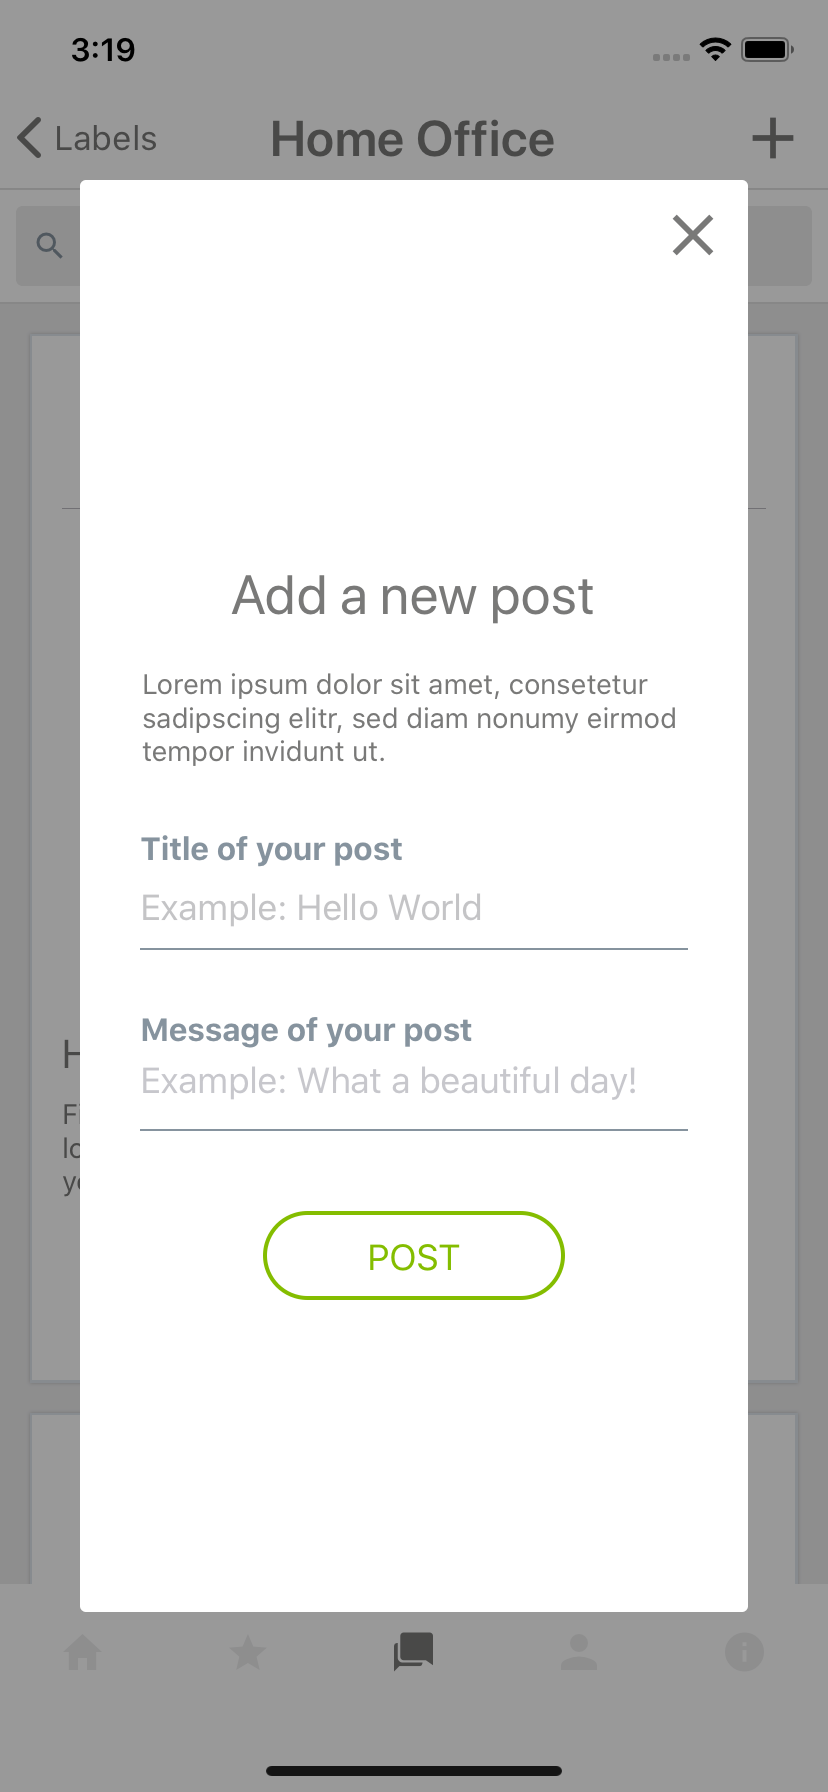 3:19
Labels
Home Office
Add a new post
Lorem ipsum dolor sit amet, consetetur
sadipscing elitr, sed diam nonumy eirmod
tempor invidunt ut.
Title of your post
Example: Hello World
Message of your post
Example: What a beautiful day!
POST